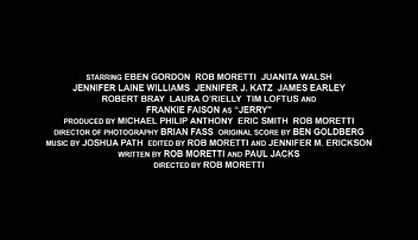 STARRING EBEN GORDON ROB MORETTI JUANITA WALSH
JENNIFER LAINE WILLIAMS JENNIFER J. KATZ JAMES EARLEY
ROBERT BRAY LAURA O'RIELLY TIM LOFTUS AND
FRANKIE FAISON AS "JERRY"
PRODUCED BY MICHAEL PHILIP ANTHONY ERIC SMITH ROB MORETTI
DIRECTOR OF PHOTOGRAPHY BRIAN FASS ORIGINAL SCORE BY BEN GOLDBERG
MUSIC BY JOSHUA PATH EDITED BY ROB MORETTI AND JENNIFER M. ERICKSON
WRITTEN BY ROB MORETTI AND PAUL JACKS
DIRECTED BY ROB MORETTI